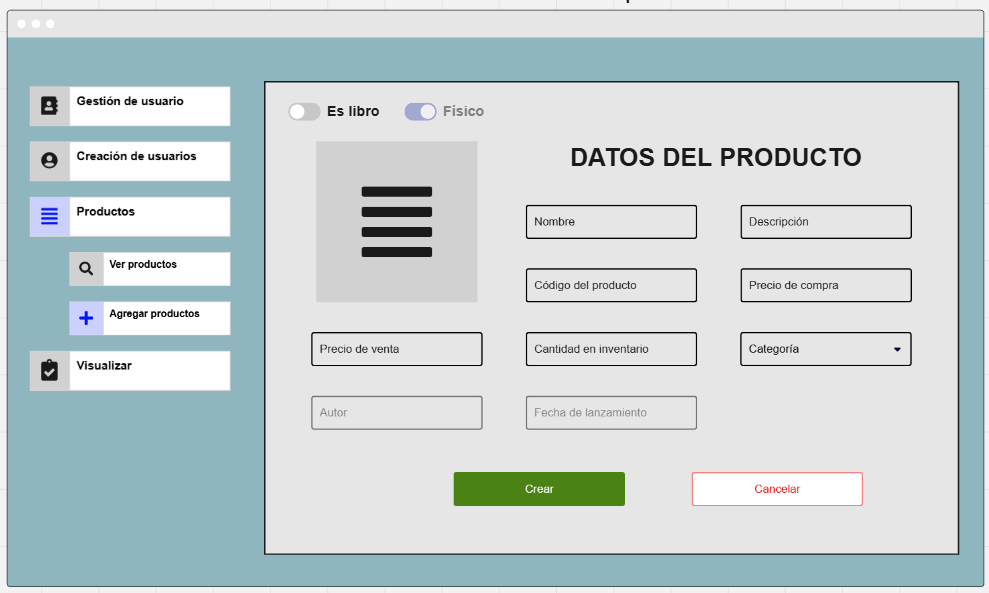 Gestión de usuario
Creación de usuarios
Productos
Ver productos
Agregar productos
Visualizar
Es libro
Físico
DATOS DEL PRODUCTO
Nombre
Descripción
Código del producto
Precio de compra
Precio de venta
Cantidad en inventario
Categoría
Autor
Fecha de lanzamiento
Crear
Cancelar